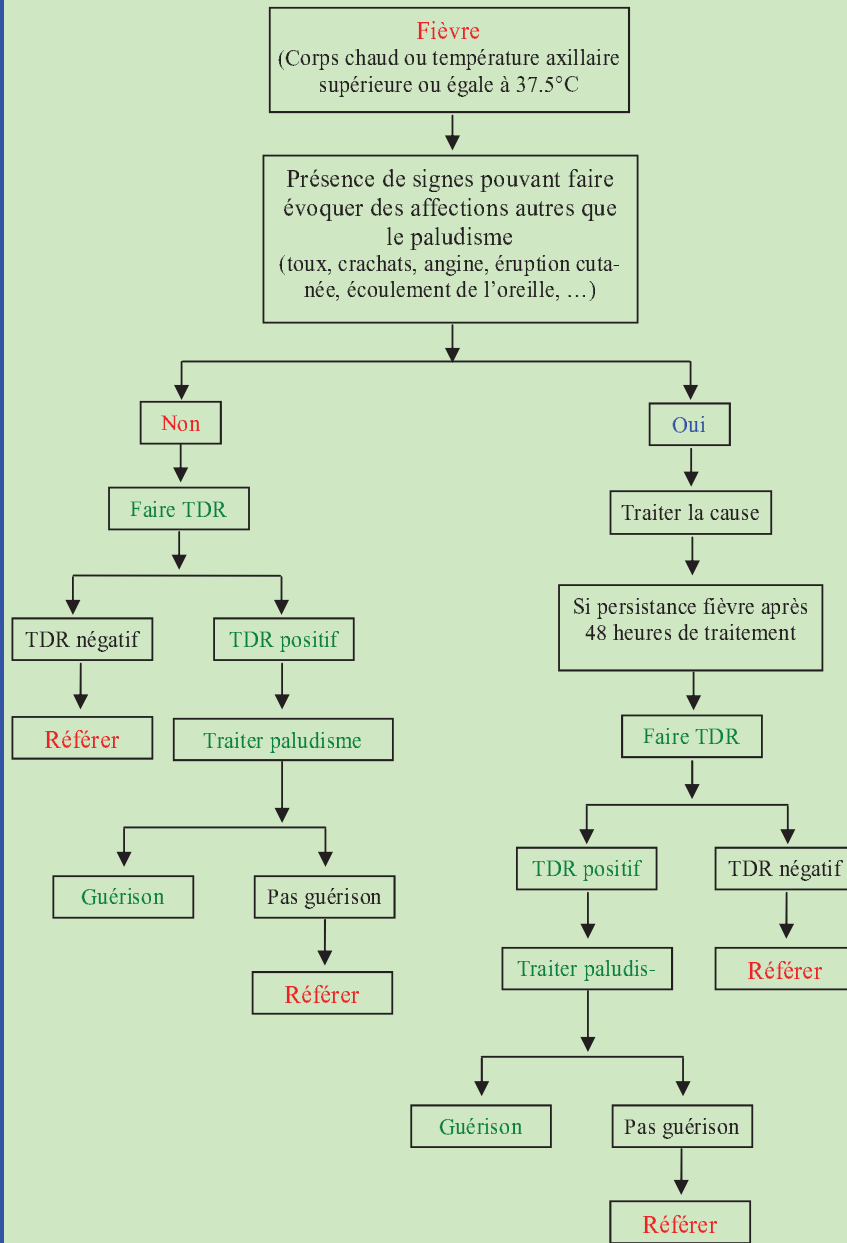 Fièvre
(Corps chaud ou température axillaire
supérieure ou égale à 37.5°C
Présence de signes pouvant faire
évoquer des affections autres que
le paludisme
(toux, crachats, angine, éruption cuta-
née, écoulement de l’oreille, …)
Non
Faire TDR
TDR négatif
Référer
TDR positif
Traiter paludisme
Guérison
Pas guérison
Référer
Oui
Traiter la cause
Si persistance fièvre après
48 heures de traitement
Faire TDR
TDR positif
Traiter paludis-
Guérison
Pas guérison
Référer
TDR négatif
Référer